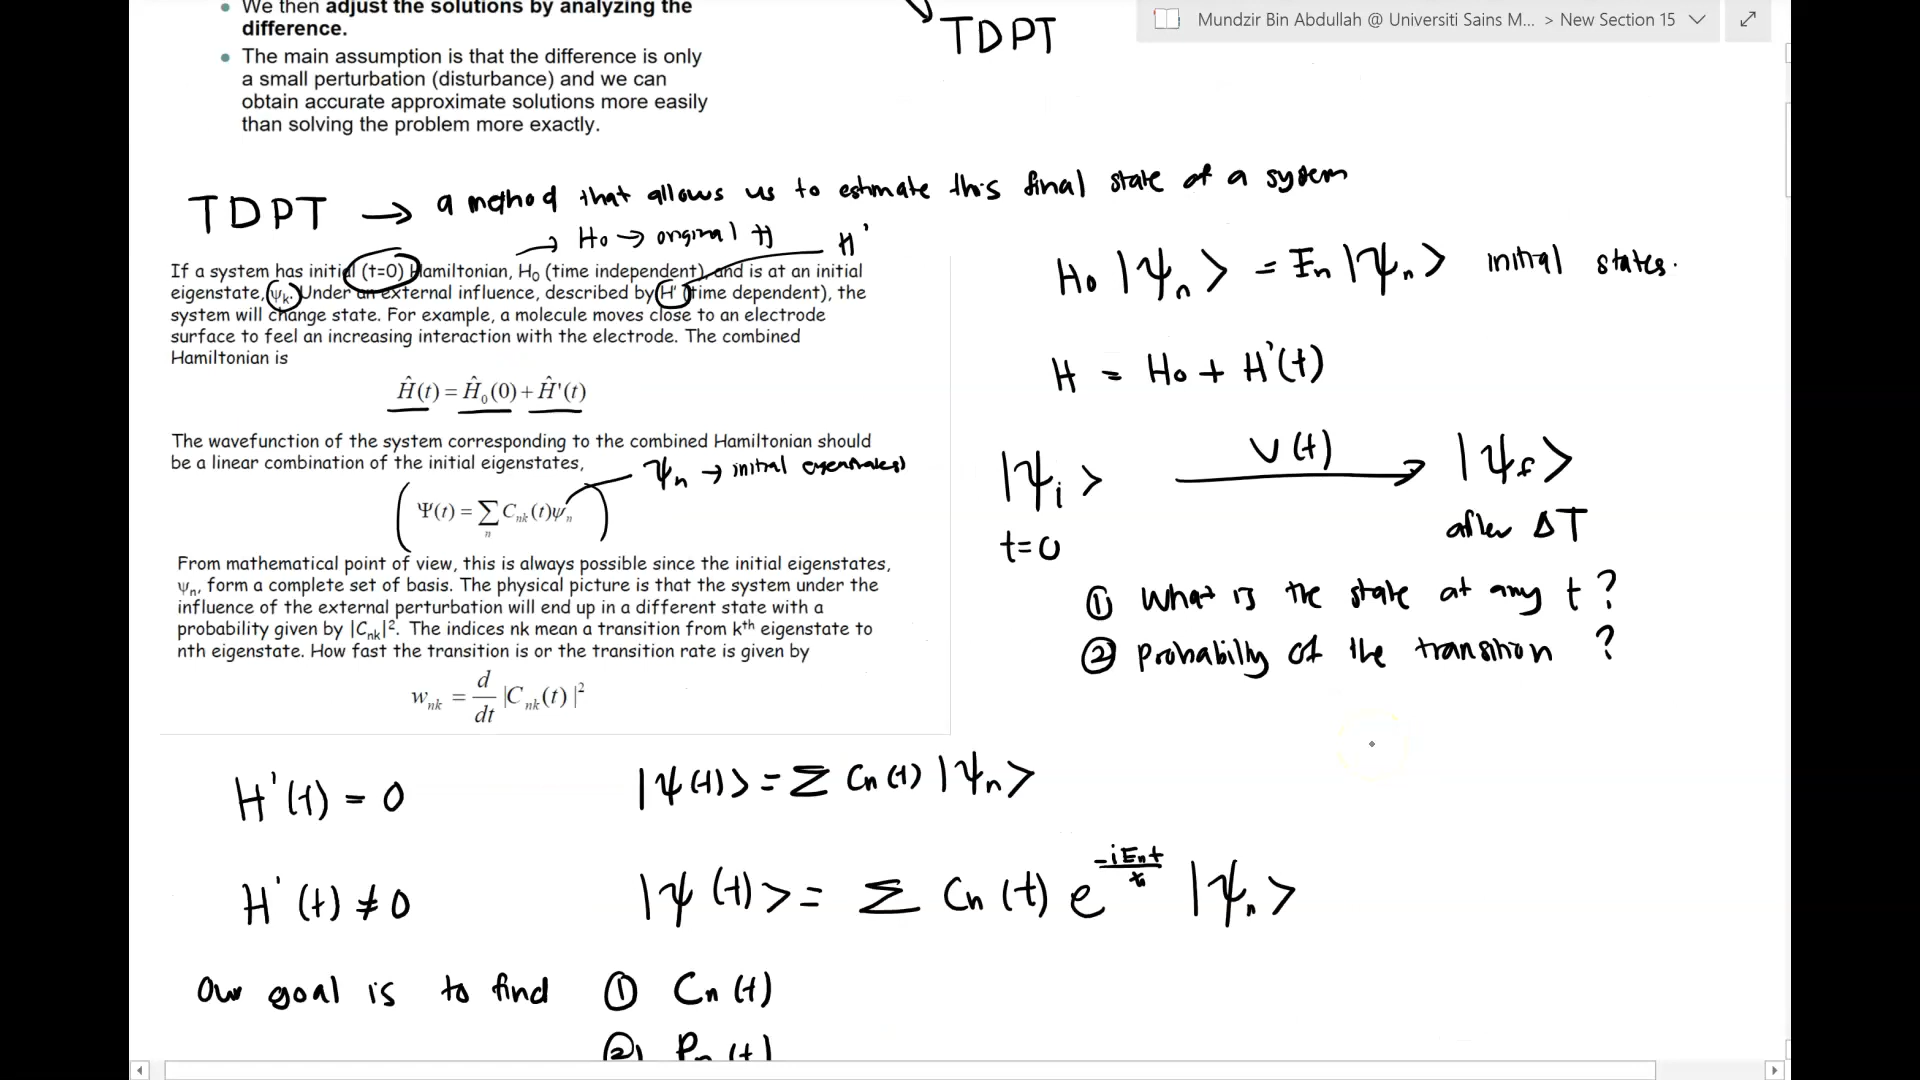 We then adjust the solutions by analyzing the
difference.
The main assumption is that the difference is only
a small perturbation (disturbance) and we can
obtain accurate approximate solutions more easily
than solving the problem more exactly.
TDPT
Mundzir Bin Abdullah @ Universiti Sains M... > New Section 15
TDPT → a method that allows us to estimate this final state of a system
→ H₀ → original H
H'
If a system has initial (t=0) Hamiltonian, H₀ (time independent), and is at an initial
eigenstate, ψₖ. Under an external influence, described by H' (time dependent), the
system will change state. For example, a molecule moves close to an electrode
surface to feel an increasing interaction with the electrode. The combined
Hamiltonian is
Ĥ(t) = Ĥ₀(0) + Ĥ'(t)
The wavefunction of the system corresponding to the combined Hamiltonian should
be a linear combination of the initial eigenstates,
ψₙ → initial eigenstates
Ψ(t) = ∑ₙ Cₙₖ(t)ψₙ
From mathematical point of view, this is always possible since the initial eigenstates,
ψₙ, form a complete set of basis. The physical picture is that the system under the
influence of the external perturbation will end up in a different state with a
probability given by |Cₙₖ|². The indices nk mean a transition from kᵗʰ eigenstate to
nth eigenstate. How fast the transition is or the transition rate is given by
wₙₖ = d/dt |Cₙₖ(t)|²
H₀|ψₙ> = Eₙ|ψₙ> initial states.
H = H₀ + H'(t)
|ψᵢ> V(t) → |ψf>
t=0 after ΔT
① What is the state at any t?
② probability of the transition ?
H'(t) = 0 |ψ(t)> = Σ Cn(t) |ψₙ>
H'(t) ≠ 0 |ψ(t)> = Σ Cn(t) e^(-iEₙt/ħ) |ψₙ>
Our goal is to find ① Cn(t)
② Pn(t)